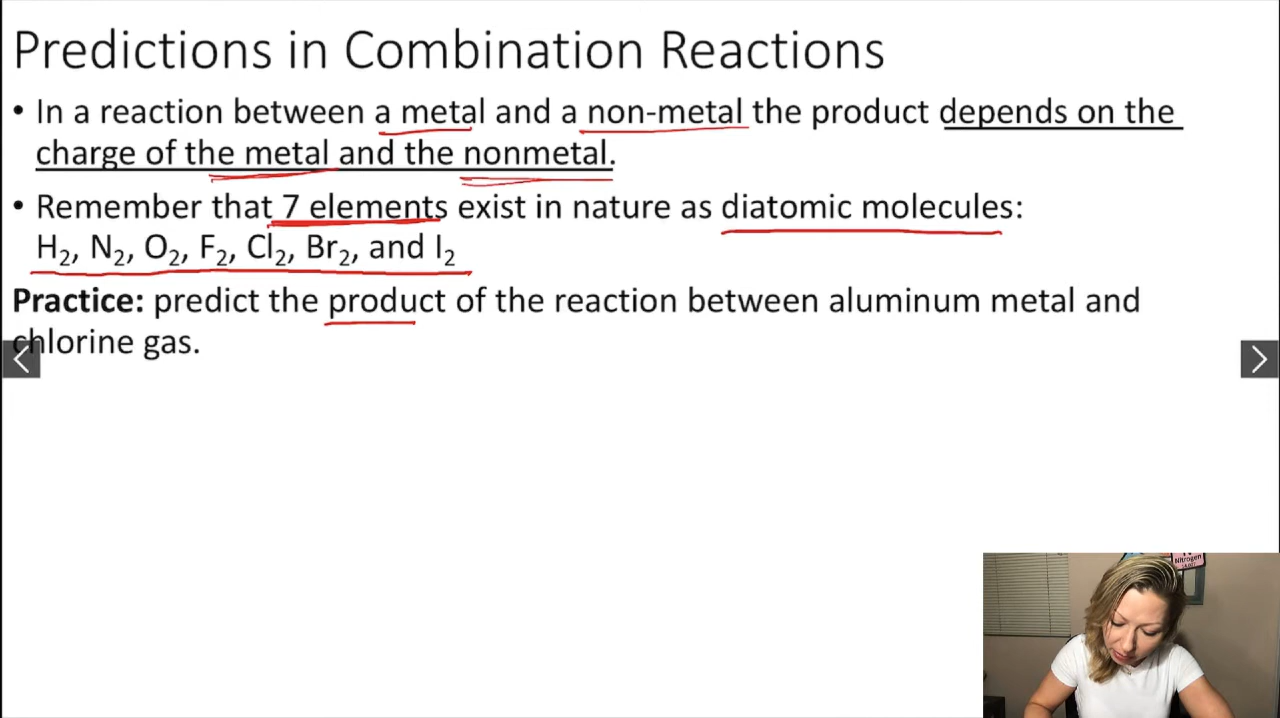 Predictions in Combination Reactions
• In a reaction between a metal and a non-metal the product depends on the
charge of the metal and the nonmetal.
• Remember that 7 elements exist in nature as diatomic molecules:
H₂, N₂, O₂, F₂, Cl₂, Br₂, and I₂
Practice: predict the product of the reaction between aluminum metal and
chlorine gas.
Nitrogen